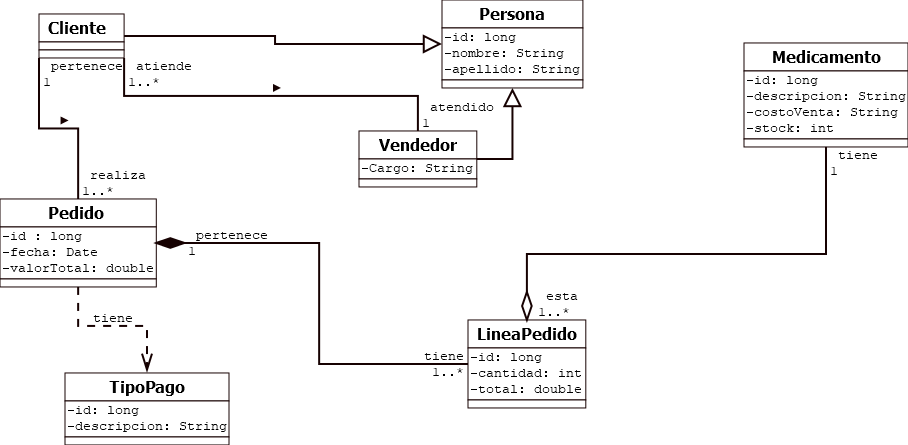 Cliente
pertenece
1
atiende
1..*
Persona
-id: long
-nombre: String
-apellido: String
atendido
1
Vendedor
-Cargo: String
Medicamento
-id: long
-descripcion: String
-costoVenta: String
-stock: int
tiene
1
realiza
1..*
Pedido
-id : long
-fecha: Date
-valorTotal: double
pertenece
1
tiene
TipoPago
-id: long
-descripcion: String
esta
1..*
tiene
1..*
LineaPedido
-id: long
-cantidad: int
-total: double